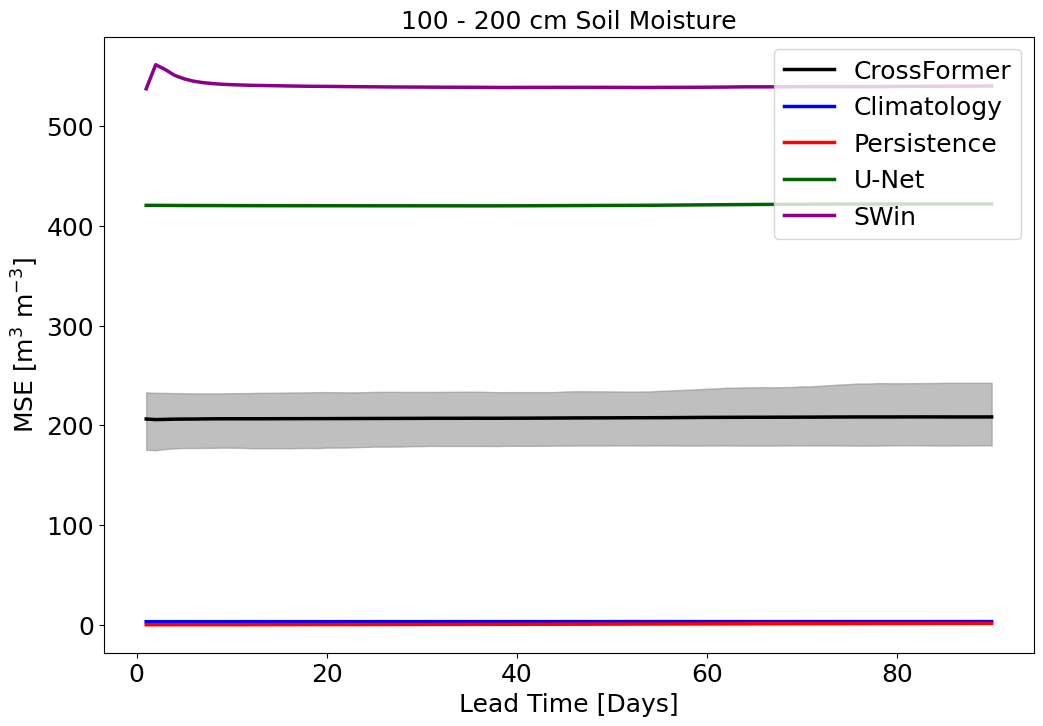 100 - 200 cm Soil Moisture
CrossFormer
Climatology
Persistence
U-Net
SWin
MSE [m³ m⁻³]
500
400
300
200
100
0
0 20 40 60 80
Lead Time [Days]